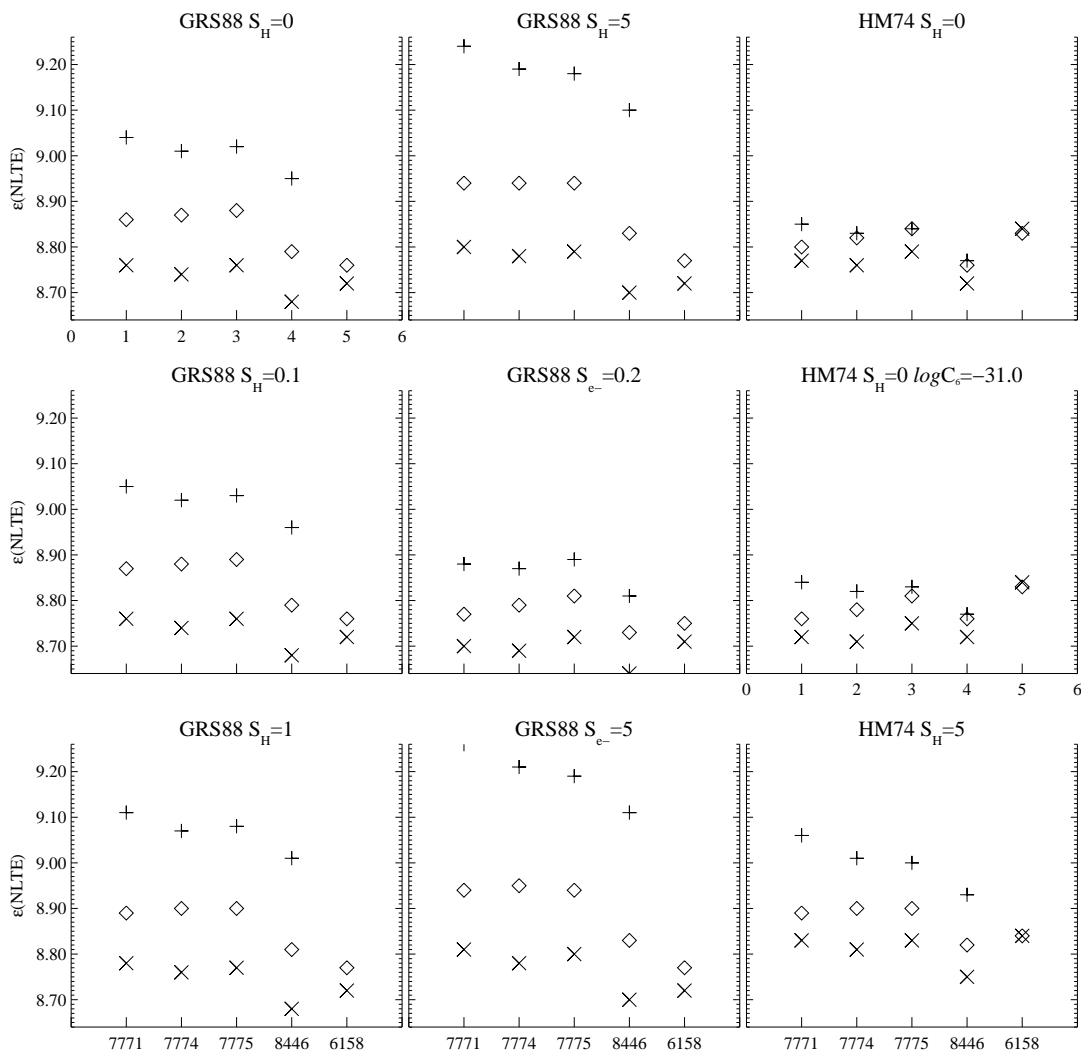 GRS88 S_H=0 GRS88 S_H=5 HM74 S_H=0
9.20
9.10
9.00
8.90
8.80
8.70
ε(NLTE)
0 1 2 3 4 5 6
GRS88 S_H=0.1 GRS88 S_e−=0.2 HM74 S_H=0 logC_6=−31.0
9.20
9.10
9.00
8.90
8.80
8.70
ε(NLTE)
0 1 2 3 4 5 6
GRS88 S_H=1 GRS88 S_e−=5 HM74 S_H=5
9.20
9.10
9.00
8.90
8.80
8.70
ε(NLTE)
7771 7774 7775 8446 6158 7771 7774 7775 8446 6158 7771 7774 7775 8446 6158